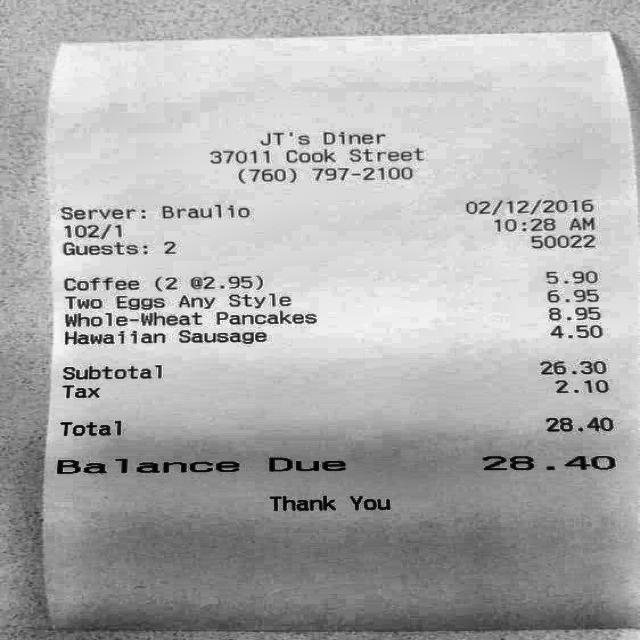 JT's Diner
37011 Cook Street
(760) 797-2100
Server: Braulio 02/12/2016
102/1 10:28 AM
Guests: 2 50022
Coffee (2 @2.95) 5.90
Two Eggs Any Style 6.95
Whole-Wheat Pancakes 8.95
Hawaiian Sausage 4.50
Subtotal 26.30
Tax 2.10
Total 28.40
Balance Due 28.40
Thank You